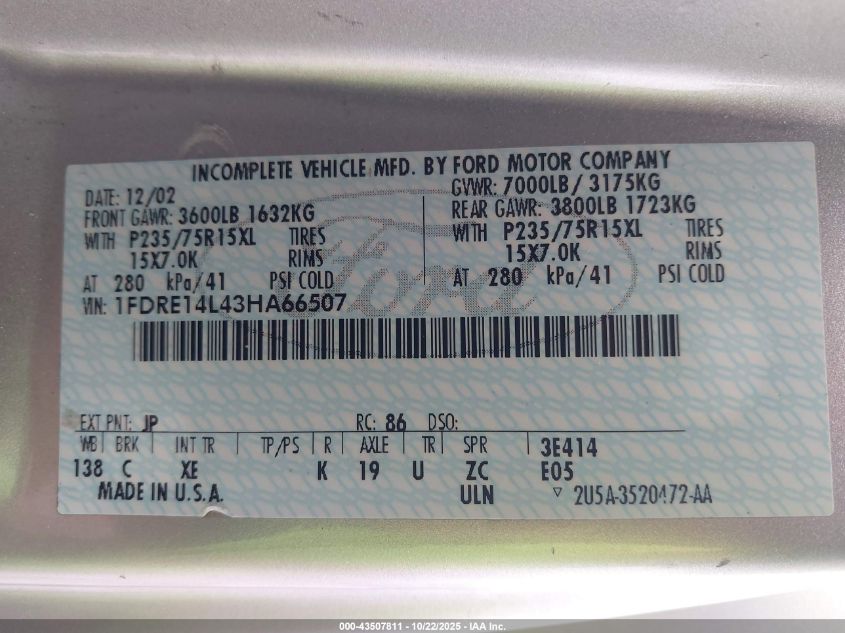 INCOMPLETE VEHICLE MFD. BY FORD MOTOR COMPANY
DATE: 12/02 GVWR: 7000LB / 3175KG
FRONT GAWR: 3600LB 1632KG REAR GAWR: 3800LB 1723KG
WITH P235/75R15XL TIRES WITH P235/75R15XL TIRES
15X7.0K RIMS 15X7.0K RIMS
AT 280 kPa/41 PSI COLD AT 280 kPa/41 PSI COLD
VIN: 1FDRE14L43HA66507
Ford
EXT PNT: JP RC: 86 DSO:
WB BRK INT TR TP/PS R AXLE TR SPR 3E414
138 C XE K 19 U ZC E05
MADE IN U.S.A. ULN ▽ 2U5A-3520472-AA
000-43507811 - 10/22/2025 - IAA Inc.